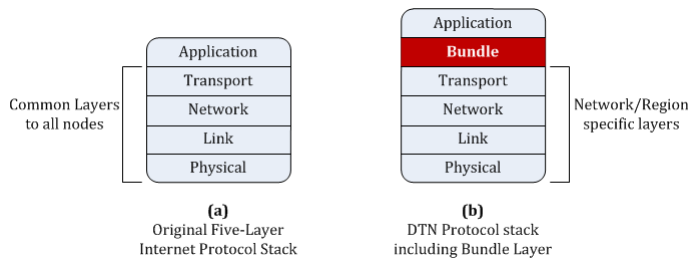 Application
Transport
Network
Link
Physical
Common Layers
to all nodes
(a)
Original Five-Layer
Internet Protocol Stack
Application
Bundle
Transport
Network
Link
Physical
Network/Region
specific layers
(b)
DTN Protocol stack
including Bundle Layer